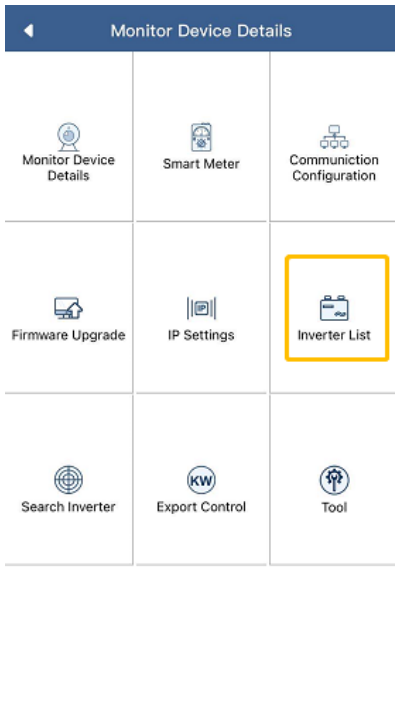 Monitor Device Details
Monitor Device
Details
Smart Meter
Communiction
Configuration
Firmware Upgrade
IP Settings
Inverter List
Search Inverter
KW
Export Control
Tool